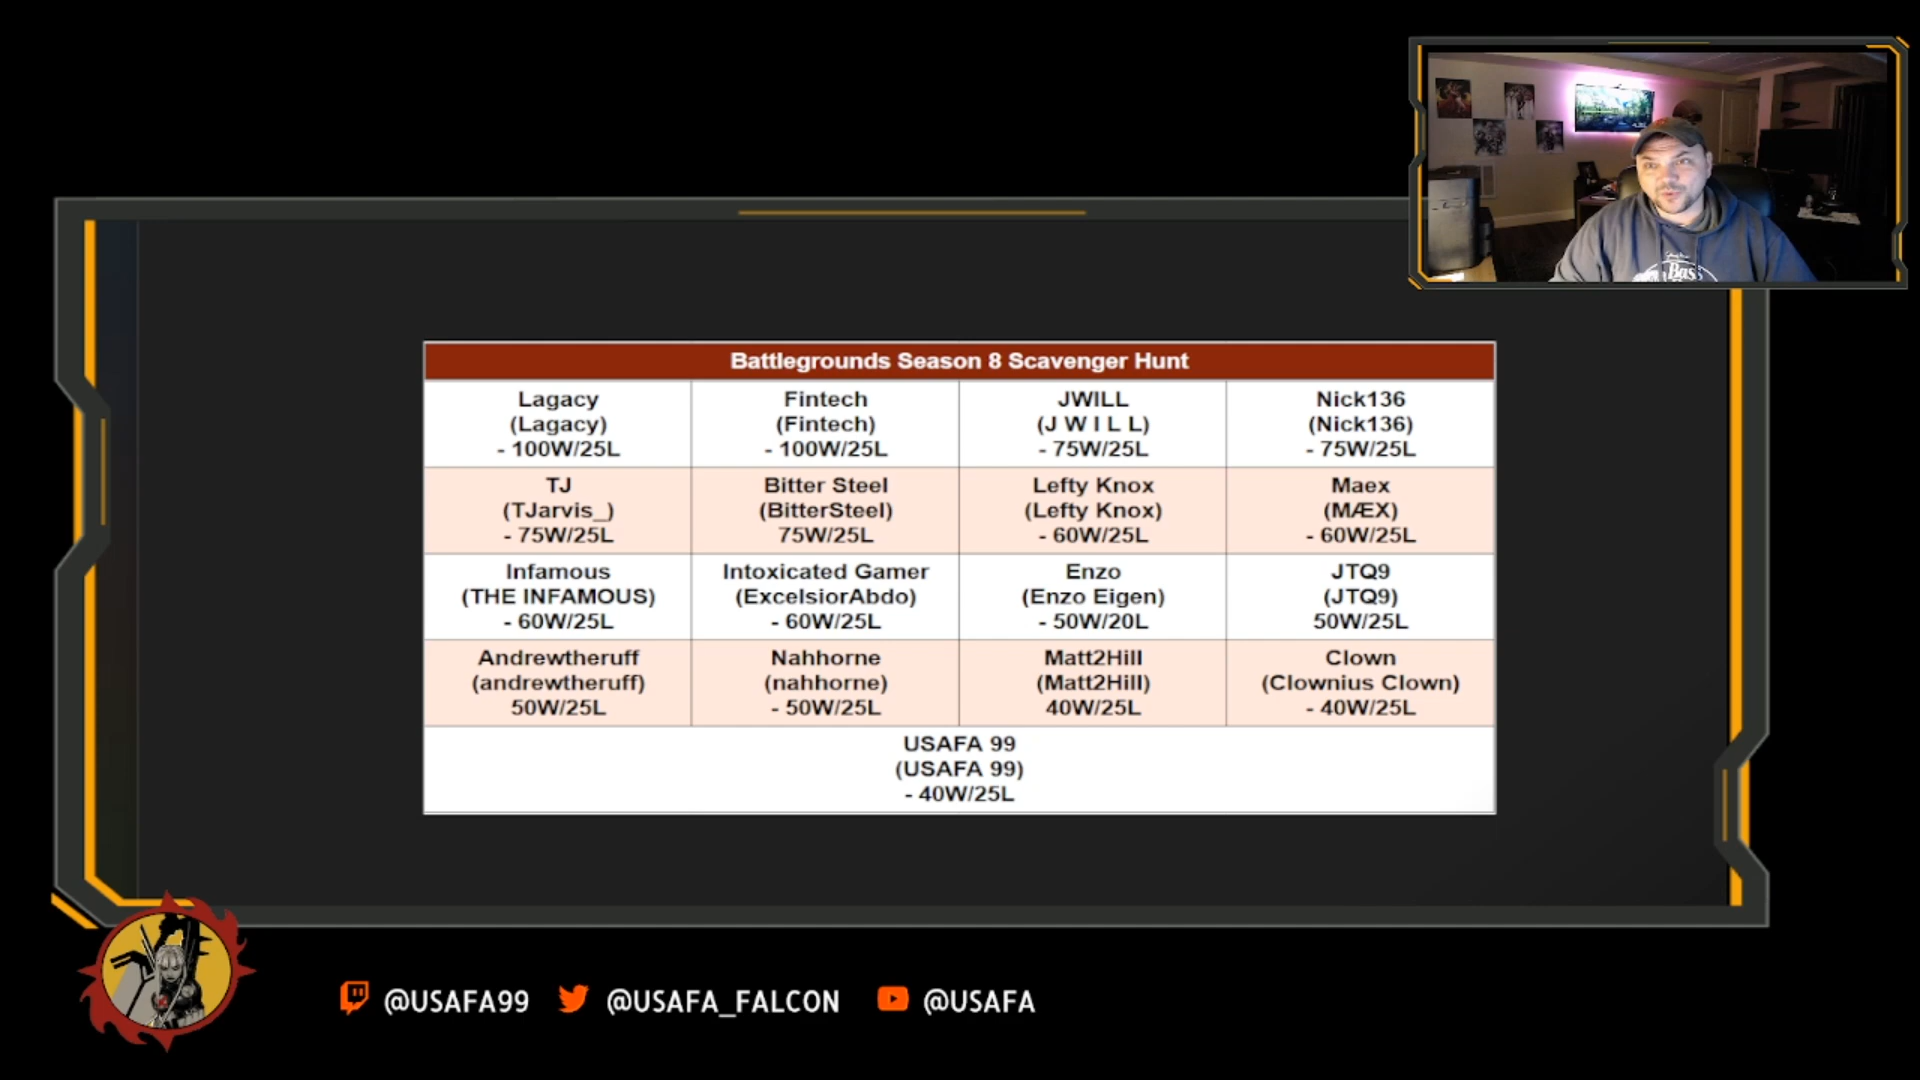 Bass
Battlegrounds Season 8 Scavenger Hunt
Lagacy
(Lagacy)
- 100W/25L
Fintech
(Fintech)
- 100W/25L
JWILL
(J W I L L)
- 75W/25L
Nick136
(Nick136)
- 75W/25L
TJ
(TJarvis_)
- 75W/25L
Bitter Steel
(BitterSteel)
75W/25L
Lefty Knox
(Lefty Knox)
- 60W/25L
Maex
(MÆX)
- 60W/25L
Infamous
(THE INFAMOUS)
- 60W/25L
Intoxicated Gamer
(ExcelsiorAbdo)
- 60W/25L
Enzo
(Enzo Eigen)
- 50W/20L
JTQ9
(JTQ9)
50W/25L
Andrewtheruff
(andrewtheruff)
50W/25L
Nahhorne
(nahhorne)
- 50W/25L
Matt2Hill
(Matt2Hill)
40W/25L
Clown
(Clownius Clown)
- 40W/25L
USAFA 99
(USAFA 99)
- 40W/25L
@USAFA99 @USAFA_FALCON @USAFA